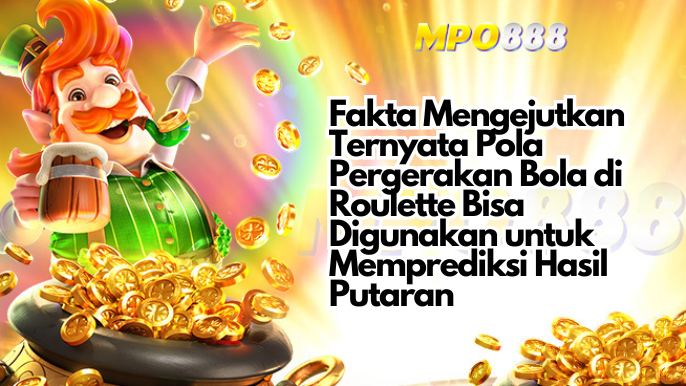 MPO888
Fakta Mengejutkan
Ternyata Pola
Pergerakan Bola di
Roulette Bisa
Digunakan untuk
Memprediksi Hasil
Putaran